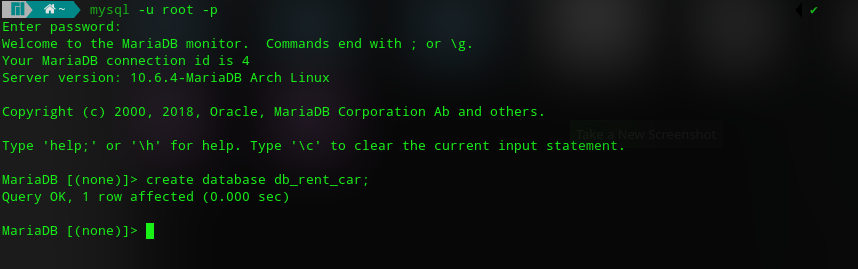 ~ mysql -u root -p
Enter password:
Welcome to the MariaDB monitor.  Commands end with ; or \g.
Your MariaDB connection id is 4
Server version: 10.6.4-MariaDB Arch Linux
Copyright (c) 2000, 2018, Oracle, MariaDB Corporation Ab and others.
Take a New Screenshot
Type 'help;' or '\h' for help. Type '\c' to clear the current input statement.
MariaDB [(none)]> create database db_rent_car;
Query OK, 1 row affected (0.000 sec)
MariaDB [(none)]>